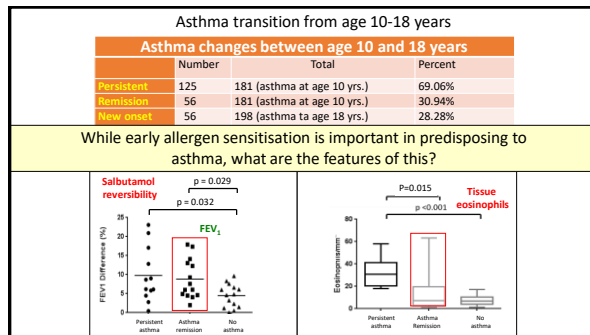 Asthma transition from age 10-18 years
Asthma changes between age 10 and 18 years
Number Total Percent
Persistent 125 181 (asthma at age 10 yrs.) 69.06%
Remission 56 181 (asthma at age 10 yrs.) 30.94%
New onset 56 198 (asthma ta age 18 yrs.) 28.28%
While early allergen sensitisation is important in predisposing to
asthma, what are the features of this?
Salbutamol
reversibility
p = 0.029
p = 0.032
FEV1
FEV1 Difference (%)
25
20
15
10
5
0
Persistent
asthma
Asthma
remission
No
asthma
P=0.015
p <0.001
Tissue
eosinophils
80
60
40
20
0
Persistent
asthma
Asthma
Remission
No
asthma